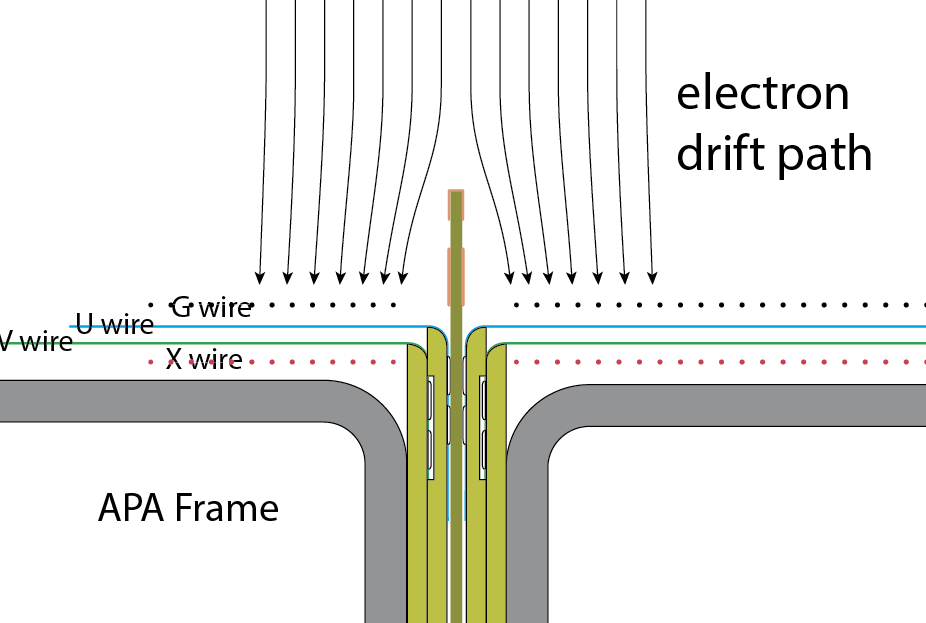 electron
drift path
G wire
U wire
V wire
X wire
APA Frame